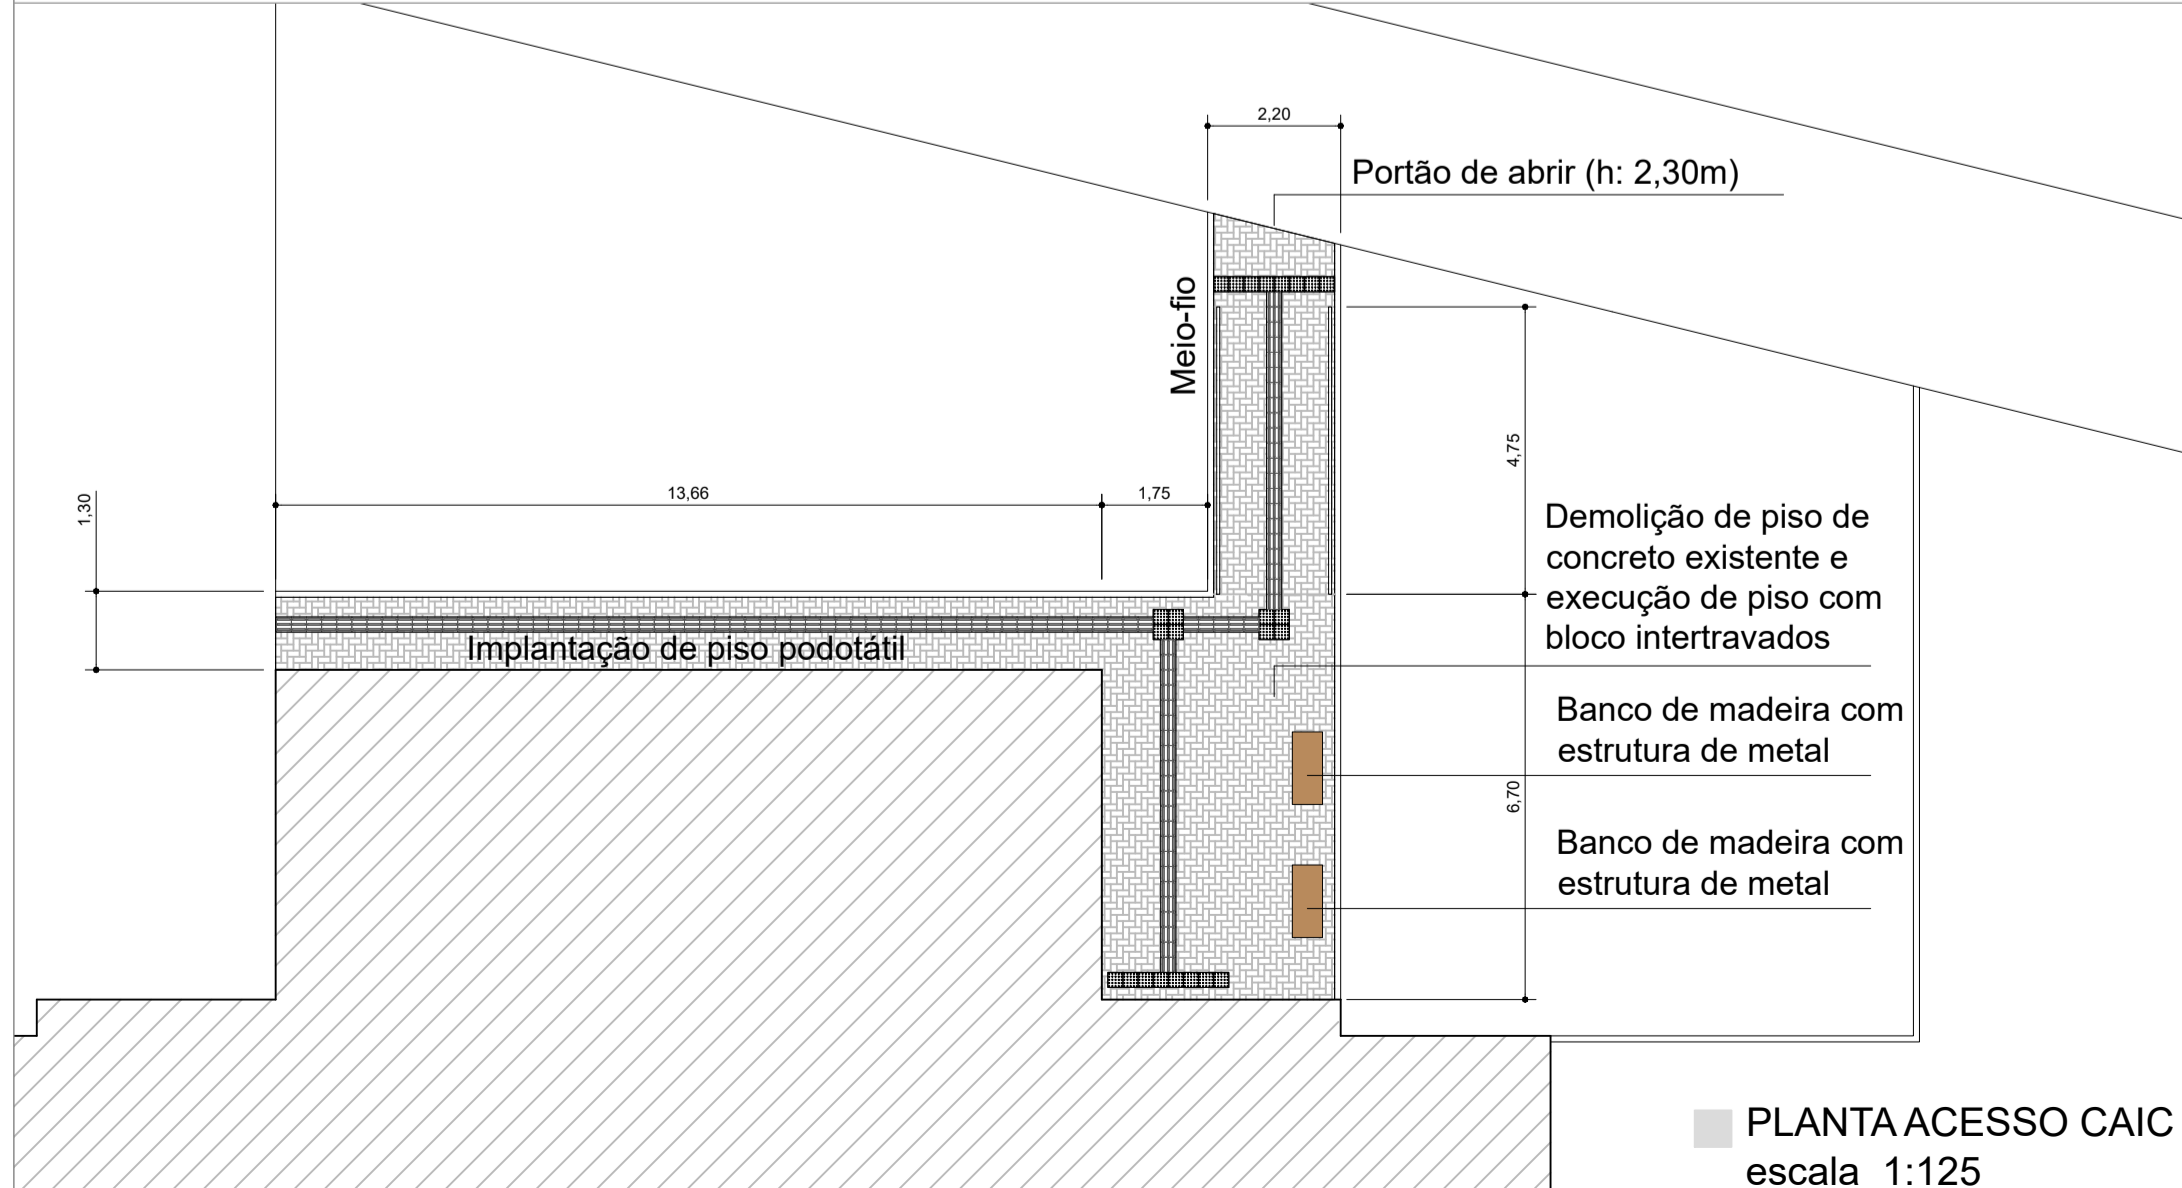 2,20
Portão de abrir (h: 2,30m)
Meio-fio
4,75
13,66
1,75
1,30
Demolição de piso de
concreto existente e
execução de piso com
bloco intertravados
Implantação de piso podotátil
Banco de madeira com
estrutura de metal
6,70
Banco de madeira com
estrutura de metal
PLANTA ACESSO CAIC
escala 1:125